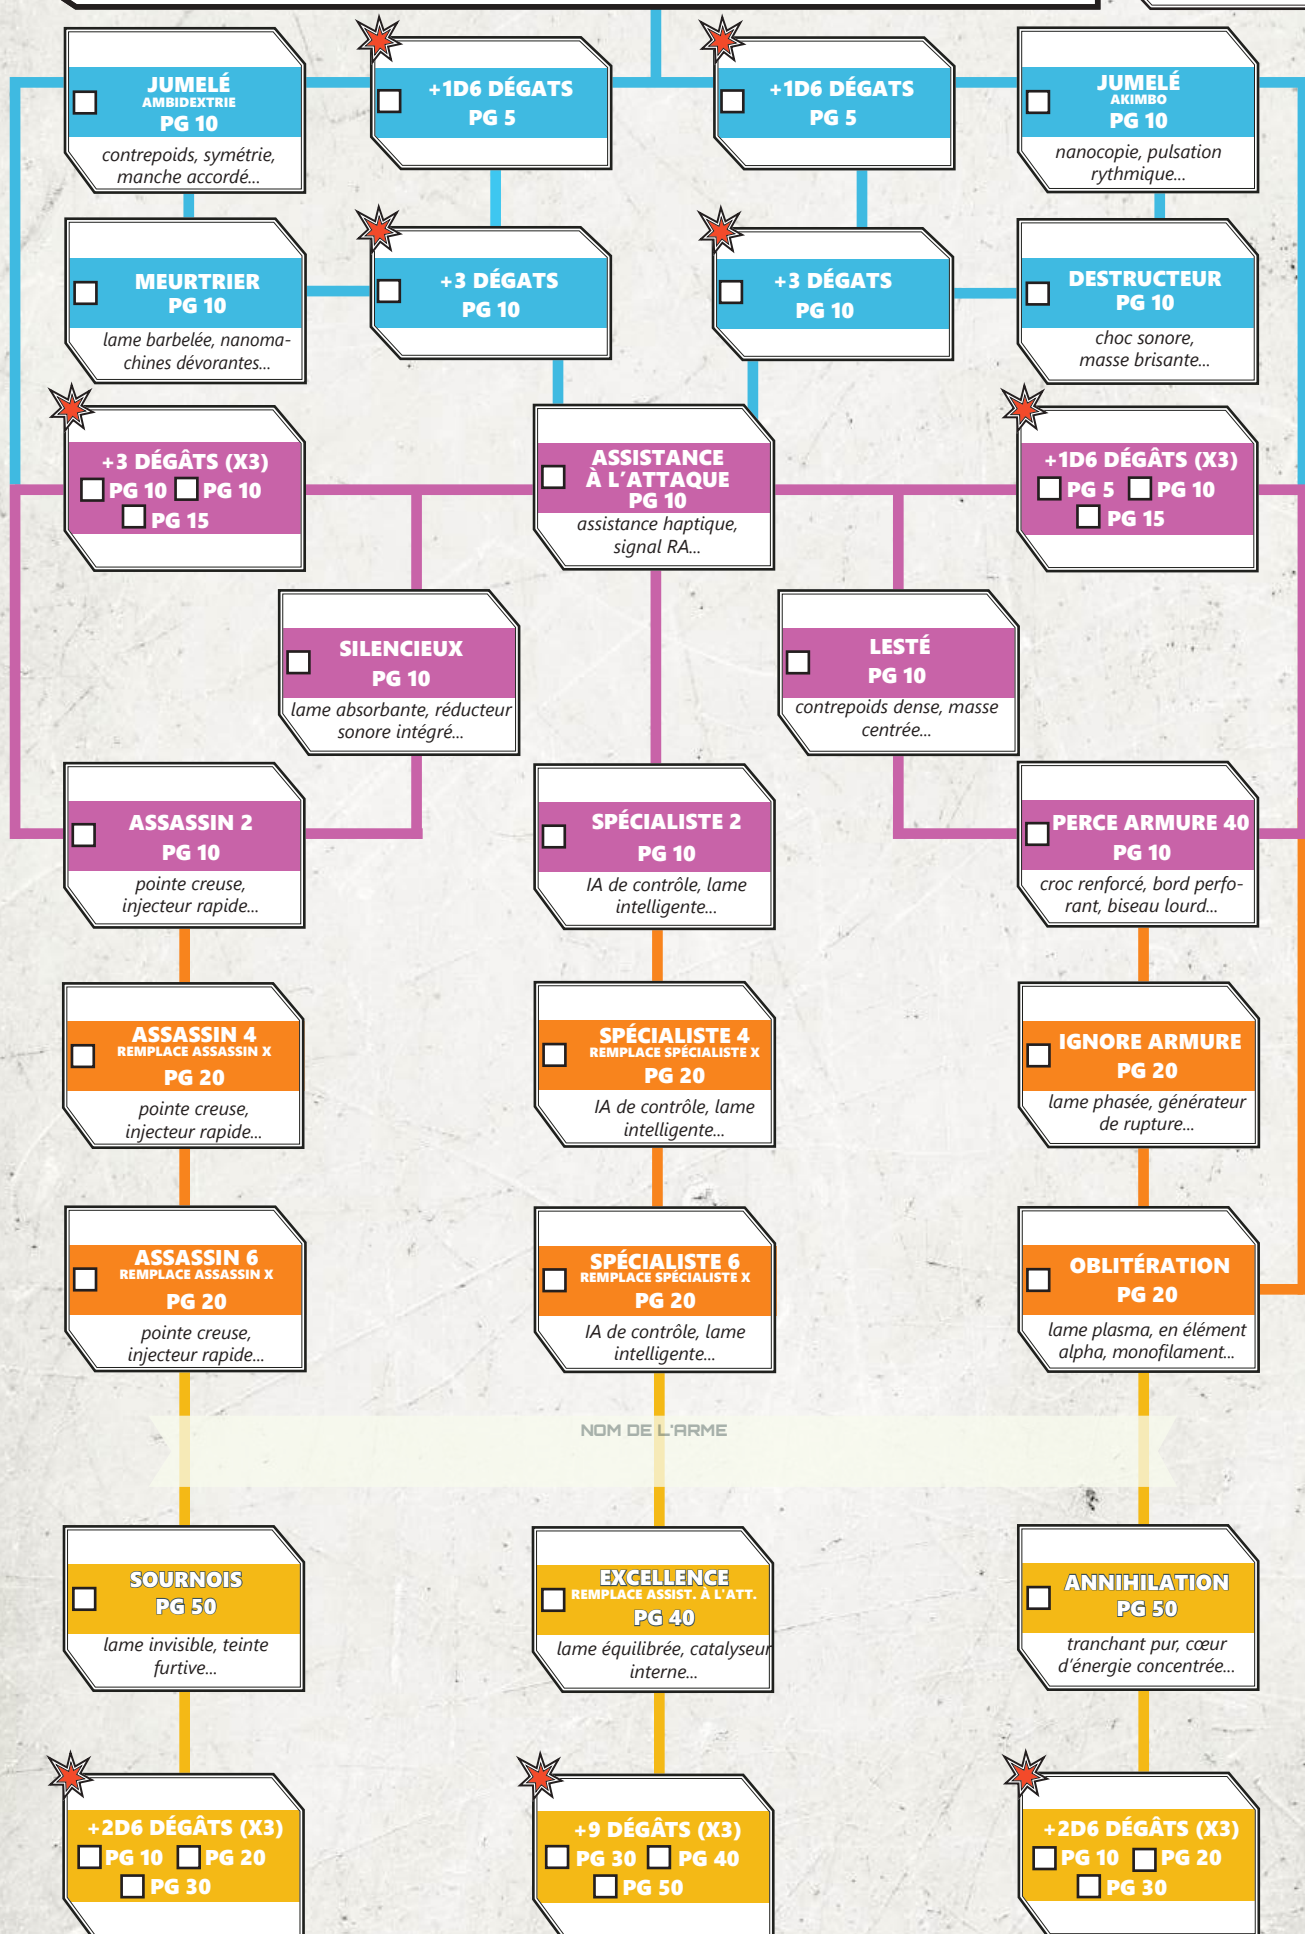 JUMELÉ
AMBIDEXTRIE
PG 10
contrepoids, symétrie,
manche accordé...
+1D6 DÉGATS
PG 5
+1D6 DÉGATS
PG 5
JUMELÉ
AKIMBO
PG 10
nanocopie, pulsation
rythmique...
MEURTRIER
PG 10
lame barbelée, nanoma-
chines dévorantes...
+3 DÉGATS
PG 10
+3 DÉGATS
PG 10
DESTRUCTEUR
PG 10
choc sonore,
masse brisante...
+3 DÉGÂTS (X3)
PG 10 PG 10
PG 15
ASSISTANCE
À L'ATTAQUE
PG 10
assistance haptique,
signal RA...
+1D6 DÉGÂTS (X3)
PG 5 PG 10
PG 15
SILENCIEUX
PG 10
lame absorbante, réducteur
sonore intégré...
LESTÉ
PG 10
contrepoids dense, masse
centrée...
ASSASSIN 2
PG 10
pointe creuse,
injecteur rapide...
SPÉCIALISTE 2
PG 10
IA de contrôle, lame
intelligente...
PERCE ARMURE 40
PG 10
croc renforcé, bord perfo-
rant, biseau lourd...
ASSASSIN 4
REMPLACE ASSASSIN X
PG 20
pointe creuse,
injecteur rapide...
SPÉCIALISTE 4
REMPLACE SPÉCIALISTE X
PG 20
IA de contrôle, lame
intelligente...
IGNORE ARMURE
PG 20
lame phasée, générateur
de rupture...
ASSASSIN 6
REMPLACE ASSASSIN X
PG 20
pointe creuse,
injecteur rapide...
SPÉCIALISTE 6
REMPLACE SPÉCIALISTE X
PG 20
IA de contrôle, lame
intelligente...
OBLITÉRATION
PG 20
lame plasma, en élément
alpha, monofilament...
NOM DE L'ARME
SOURNOIS
PG 50
lame invisible, teinte
furtive...
EXCELLENCE
REMPLACE ASSIST. À L'ATT.
PG 40
lame équilibrée, catalyseur
interne...
ANNIHILATION
PG 50
tranchant pur, cœur
d'énergie concentrée...
+2D6 DÉGÂTS (X3)
PG 10 PG 20
PG 30
+9 DÉGÂTS (X3)
PG 30 PG 40
PG 50
+2D6 DÉGÂTS (X3)
PG 10 PG 20
PG 30